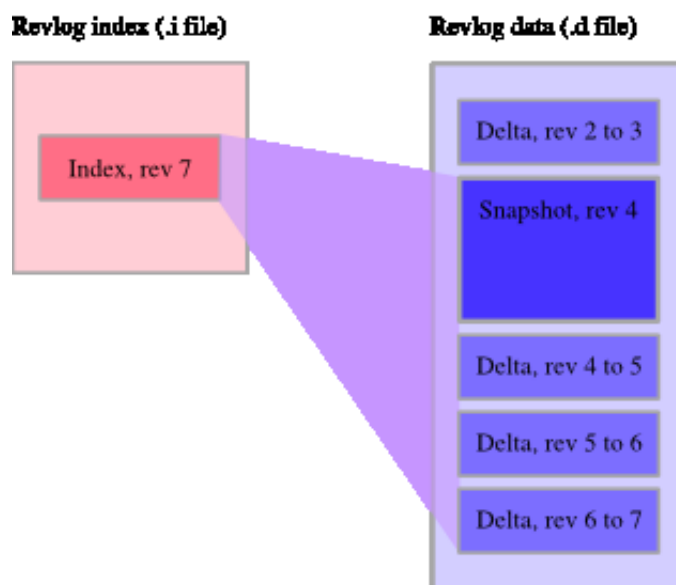 Revlog index (.i file)
Revlog data (.d file)
Index, rev 7
Delta, rev 2 to 3
Snapshot, rev 4
Delta, rev 4 to 5
Delta, rev 5 to 6
Delta, rev 6 to 7